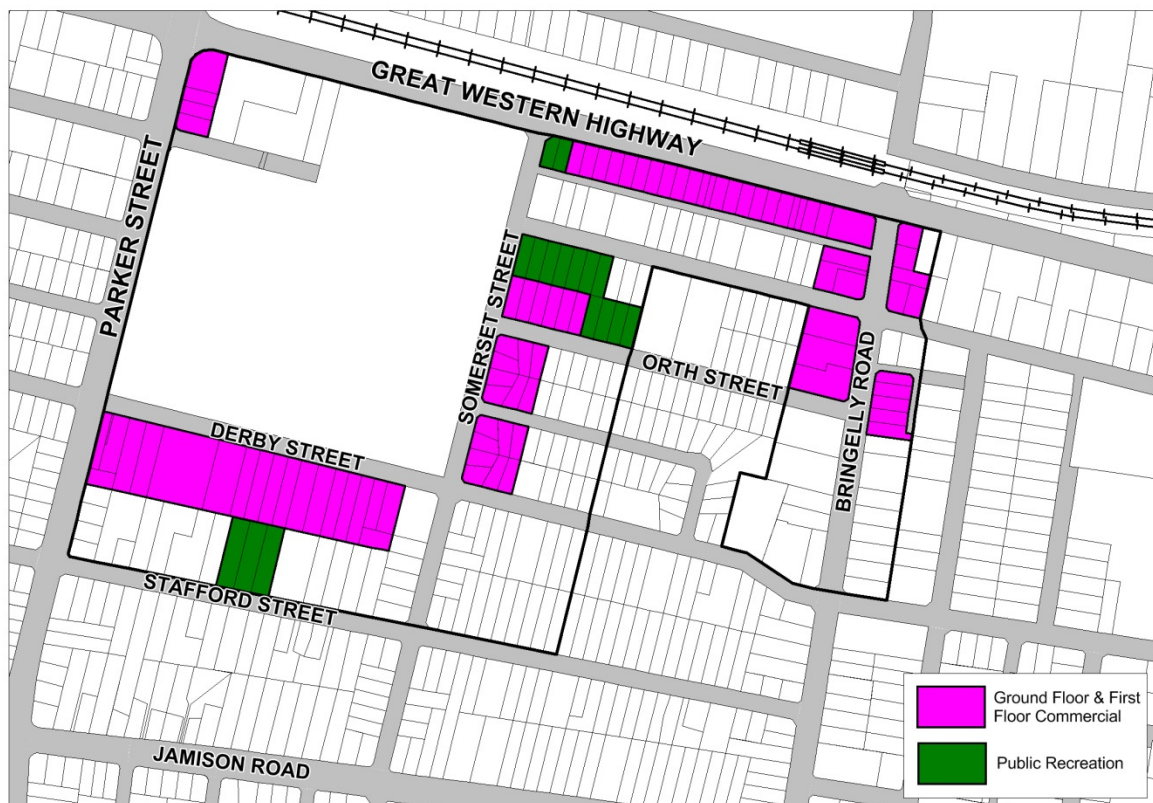 GREAT WESTERN HIGHWAY
PARKER STREET
SOMERSET STREET
ORTH STREET
BRINGELLY ROAD
DERBY STREET
STAFFORD STREET
JAMISON ROAD
Ground Floor & First
Floor Commercial
Public Recreation